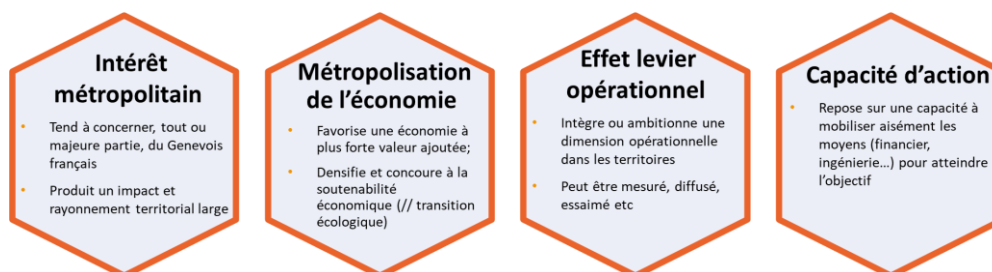 Intérêt
métropolitain
• Tend à concerner, tout ou
majeure partie, du Genevois
français
• Produit un impact et
rayonnement territorial large
Métropolisation
de l'économie
• Favorise une économie à
plus forte valeur ajoutée;
• Densifie et concoure à la
soutenabilité
économique (// transition
écologique)
Effet levier
opérationnel
• Intègre ou ambitionne une
dimension opérationnelle
dans les territoires
• Peut être mesuré, diffusé,
essaimé etc
Capacité d'action
• Repose sur une capacité à
mobiliser aisément les
moyens (financier,
ingénierie...) pour atteindre
l'objectif